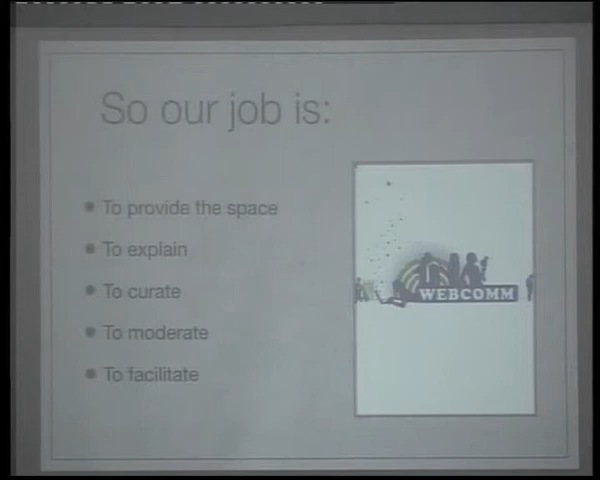 So our job is:
To provide the space
To explain
To curate
To moderate
To facilitate
WEBCOMM